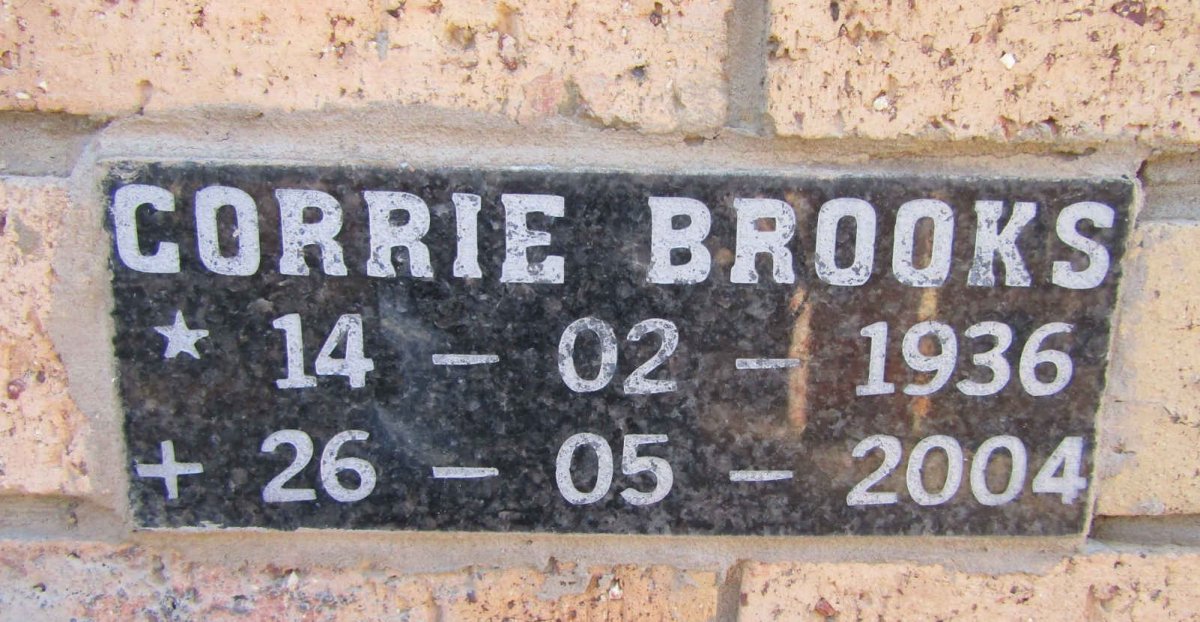 CORRIE BROOKS
★ 14 – 02 – 1936
+ 26 – 05 – 2004